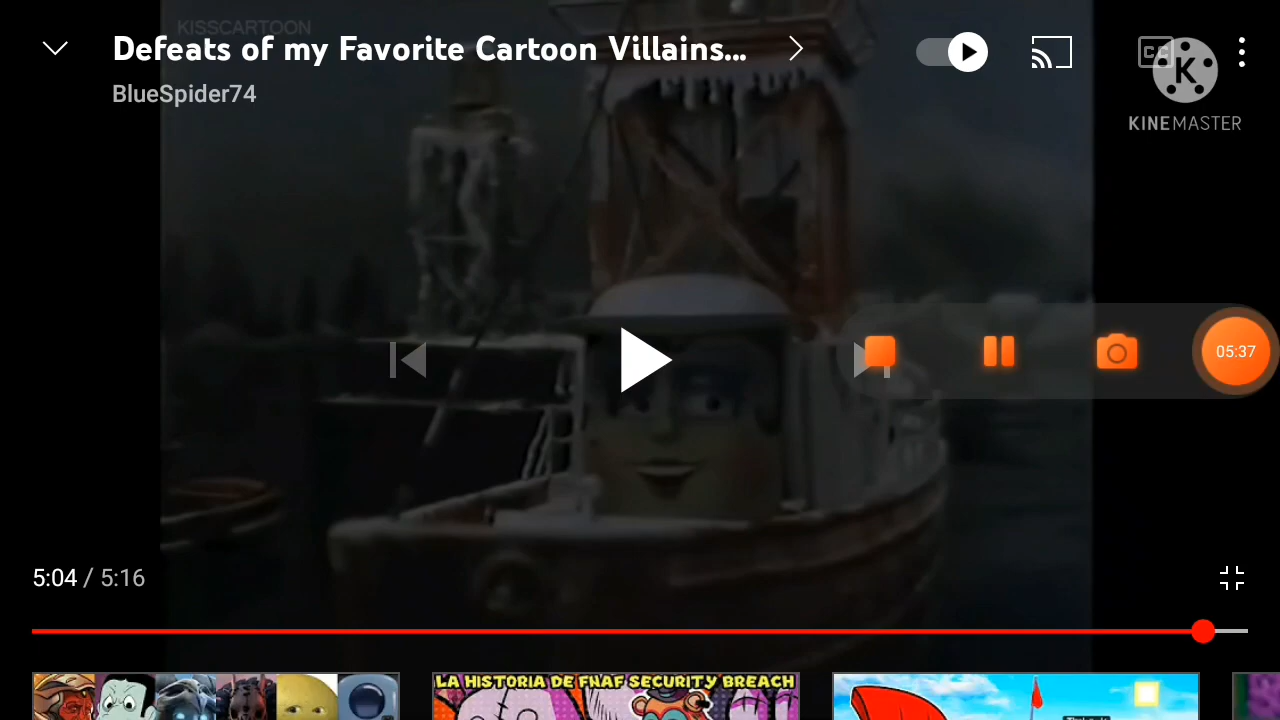 KISSCARTOON
Defeats of my Favorite Cartoon Villains...
BlueSpider74
CC
K
KINEMASTER
05:37
5:04 / 5:16
LA HISTORIA DE FNAF SECURITY BREACH